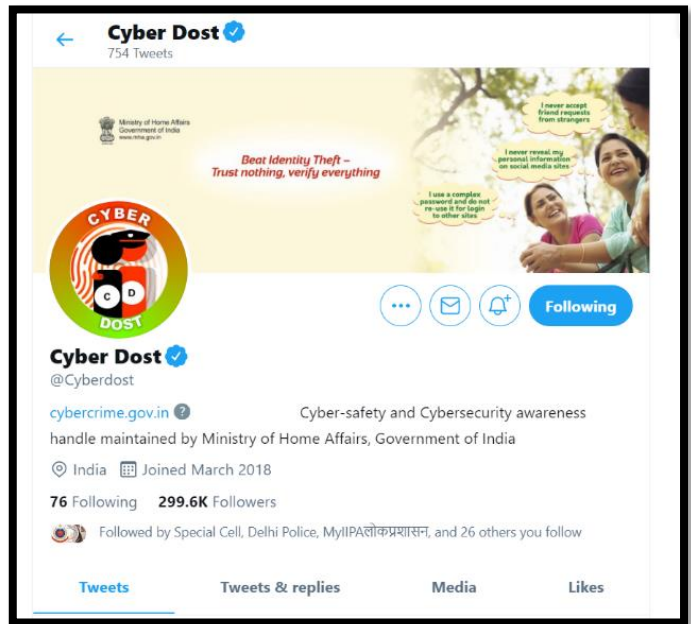 Cyber Dost
754 Tweets
Ministry of Home Affairs
Government of India
www.mha.gov.in
Beat Identity Theft –
Trust nothing, verify everything
I never accept
friend requests
from strangers
I never reveal my
personal information
on social media sites
I use a complex
password and do not
re-use it for login
to other sites
CYBER
C D
DOST
Following
Cyber Dost
@Cyberdost
cybercrime.gov.in ? Cyber-safety and Cybersecurity awareness
handle maintained by Ministry of Home Affairs, Government of India
India Joined March 2018
76 Following 299.6K Followers
Followed by Special Cell, Delhi Police, MyIIPAलोकप्रशासन, and 26 others you follow
Tweets Tweets & replies Media Likes